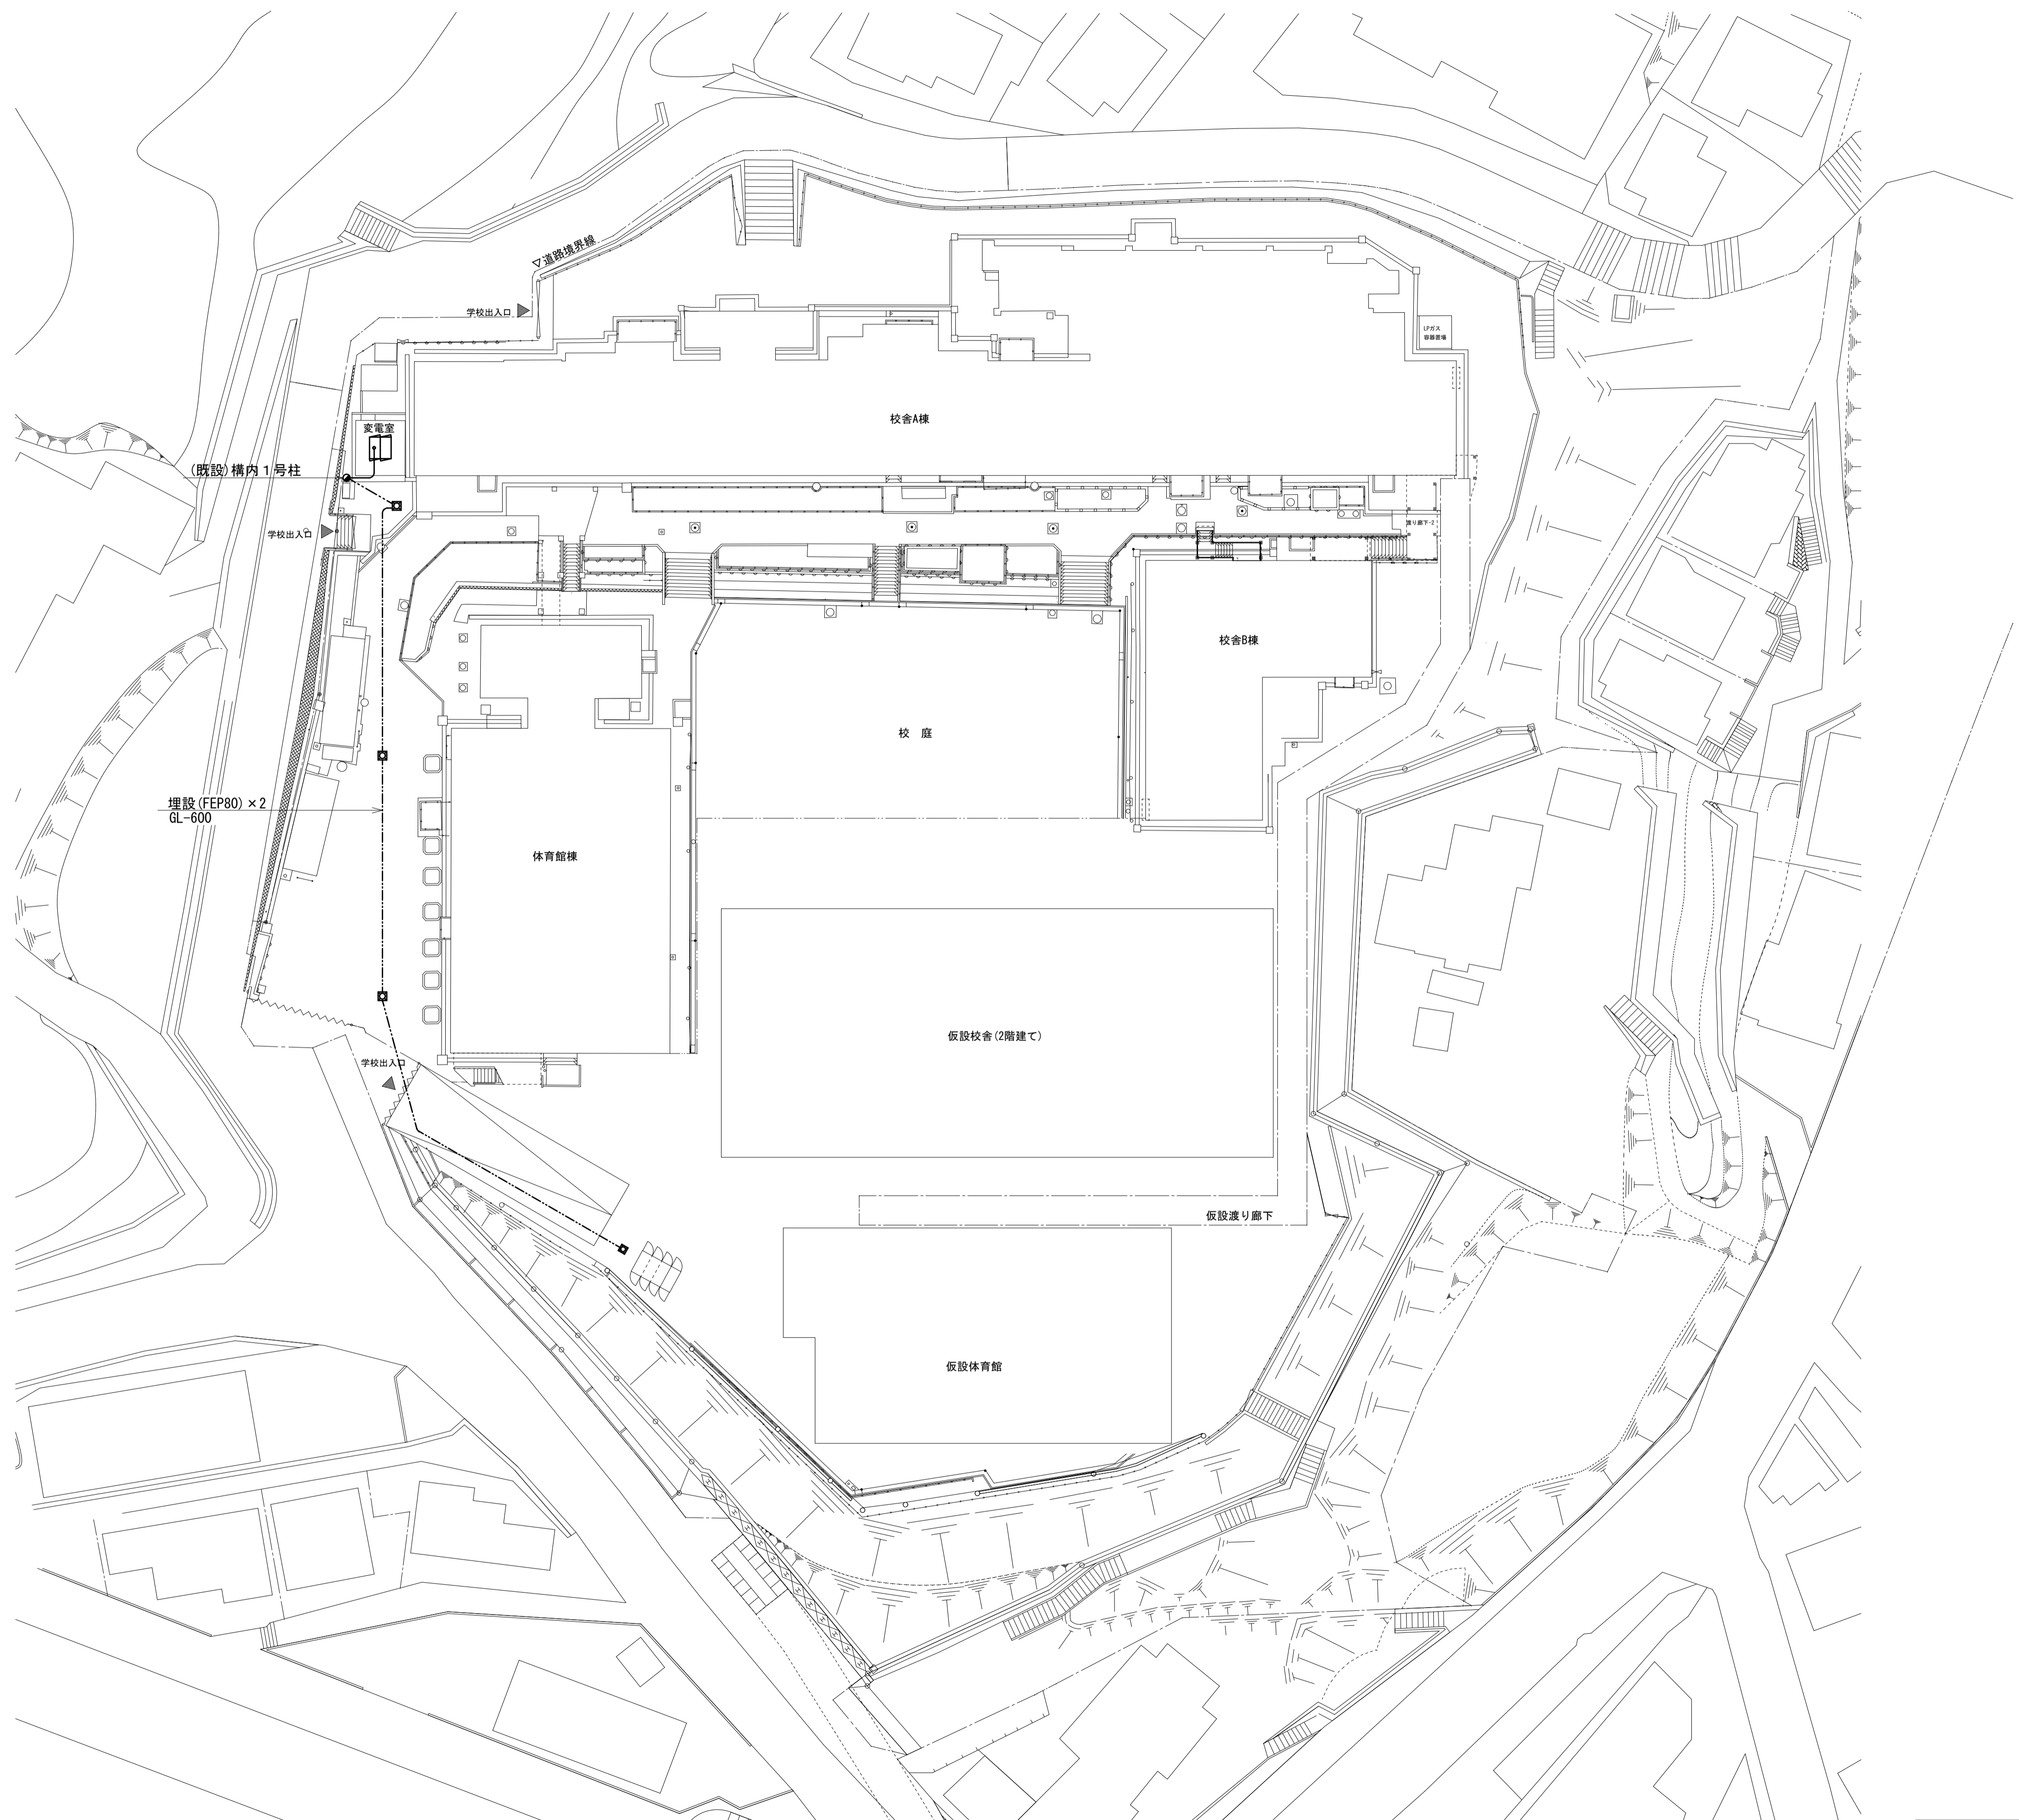 ▽道路境界線
学校出入口
LPガス
容器置場
校舎A棟
変電室
(既設)構内1号柱
渡り廊下-2
学校出入口
校舎B棟
校 庭
埋設(FEP80)×2
GL-600
体育館棟
仮設校舎(2階建て)
学校出入口
仮設渡り廊下
仮設体育館